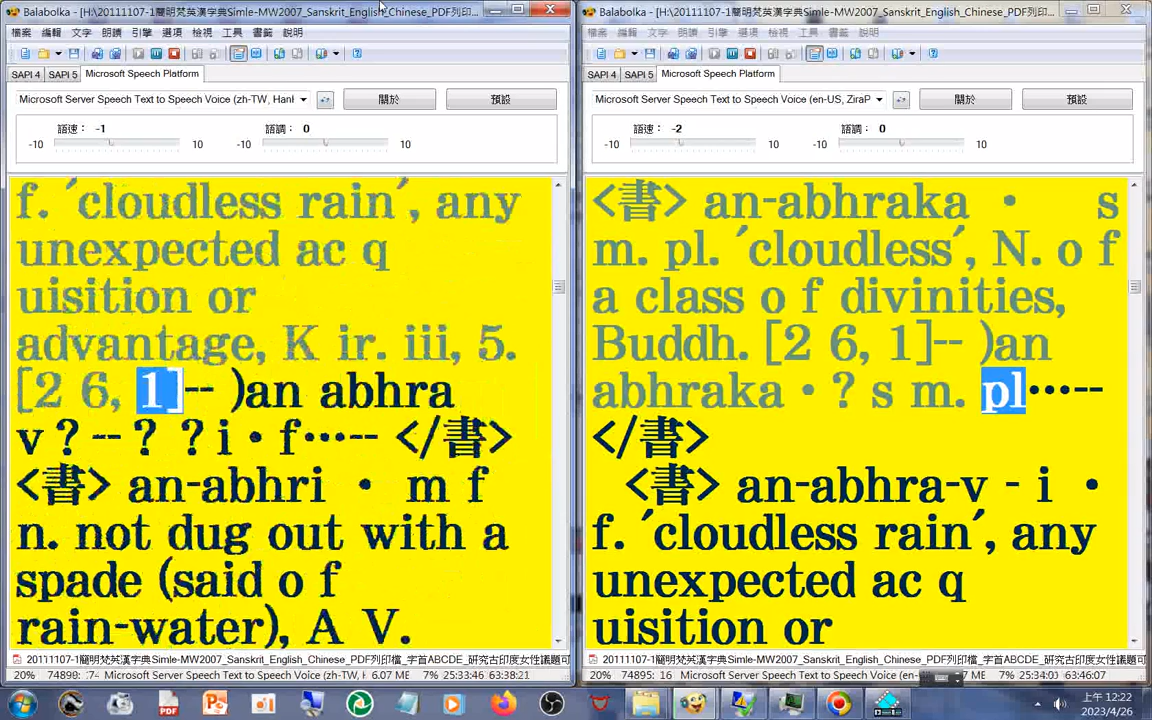 Balabolka - [H:\20111107-1簡明梵英漢字典Simle-MW2007_Sanskrit_English_Chinese_PDF列印...
檔案 編輯 文字 朗讀 引擎 選項 檢視 工具 書籤 說明
SAPI 4 SAPI 5 Microsoft Speech Platform
Microsoft Server Speech Text to Speech Voice (zh-TW, Hanl
關於 預設
語速： -1 語調： 0
-10 10 -10 10
f. ´cloudless rain´, any
unexpected ac q
uisition or
advantage, K ir. iii, 5.
[2 6, 1]-- )an abhra
v ? -- ? ? i • f…-- </書>
<書> an-abhri • m f
n. not dug out with a
spade (said o f
rain-water), A V.
20111107-1簡明梵英漢字典Simle-MW2007_Sanskrit_English_Chinese_PDF列印檔_字首ABCDE_研究古印度女性議題可
20% 74898: :74 Microsoft Server Speech Text to Speech Voice (zh-TW, H 6.07 ME 7% 25:33:46 63:38:21
Balabolka - [H:\20111107-1簡明梵英漢字典Simle-MW2007_Sanskrit_English_Chinese_PDF列印...
檔案 編輯 文字 朗讀 引擎 選項 檢視 工具 書籤 說明
SAPI 4 SAPI 5 Microsoft Speech Platform
Microsoft Server Speech Text to Speech Voice (en-US, ZiraP
關於 預設
語速： -2 語調： 0
-10 10 -10 10
<書> an-abhraka • s
m. pl. ´cloudless´, N. o f
a class o f divinities,
Buddh. [2 6, 1]-- )an
abhraka • ? s m. pl…--
</書>
<書> an-abhra-v - i •
f. ´cloudless rain´, any
unexpected ac q
uisition or
20111107-1簡明梵英漢字典Simle-MW2007_Sanskrit_English_Chinese_PDF列印檔_字首ABCDE_研究古印度女性議題可
20% 74895: 16 Microsoft Server Speech Text to Speech Voice 7% 25:34:01 63:46:07
上午 12:22
2023/4/26